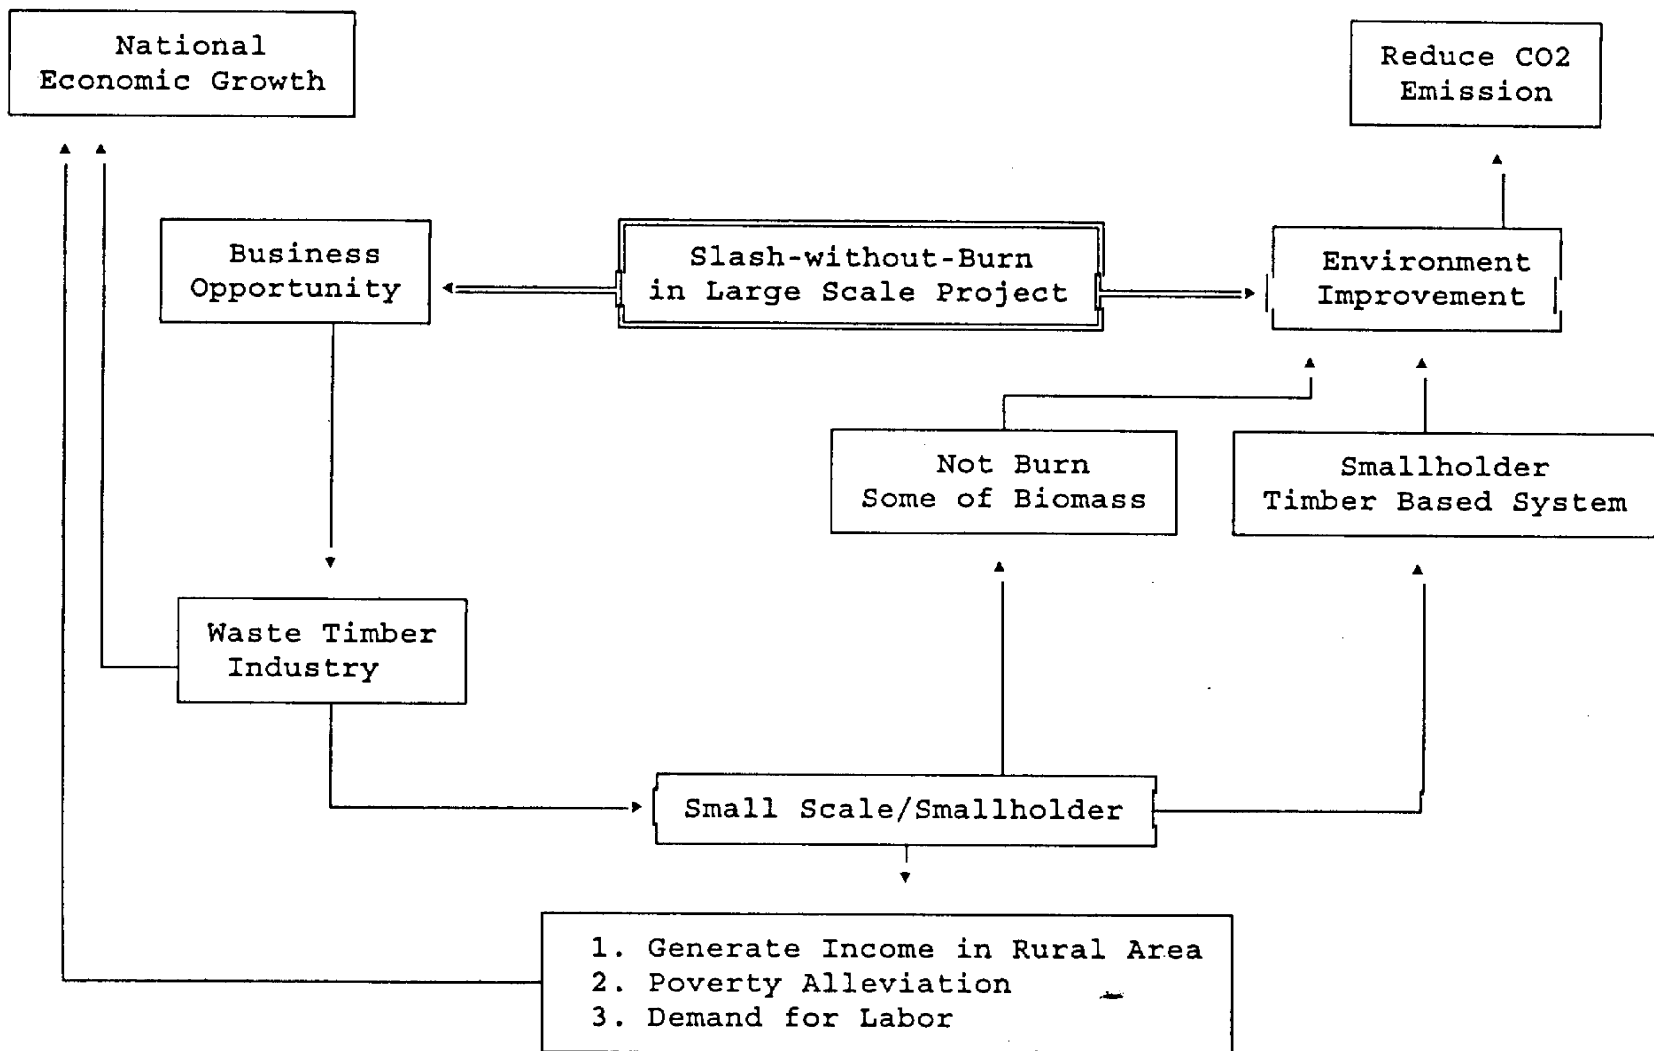 National
Economic Growth
Reduce CO2
Emission
Business
Opportunity
Slash-without-Burn
in Large Scale Project
Environment
Improvement
Not Burn
Some of Biomass
Smallholder
Timber Based System
Waste Timber
Industry
Small Scale/Smallholder
1. Generate Income in Rural Area
2. Poverty Alleviation
3. Demand for Labor